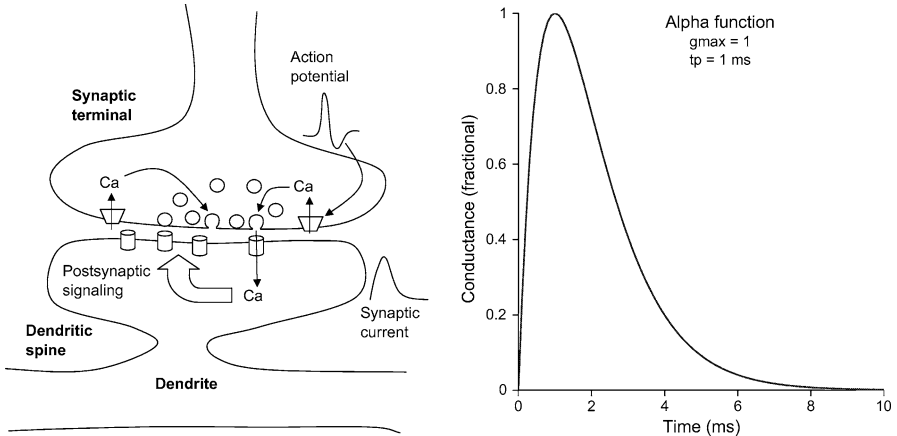 Action
potential
Synaptic
terminal
Ca
Ca
Postsynaptic
signaling
Ca
Synaptic
current
Dendritic
spine
Dendrite
Alpha function
gmax = 1
tp = 1 ms
Conductance (fractional)
1
0.8
0.6
0.4
0.2
0
0 2 4 6 8 10
Time (ms)